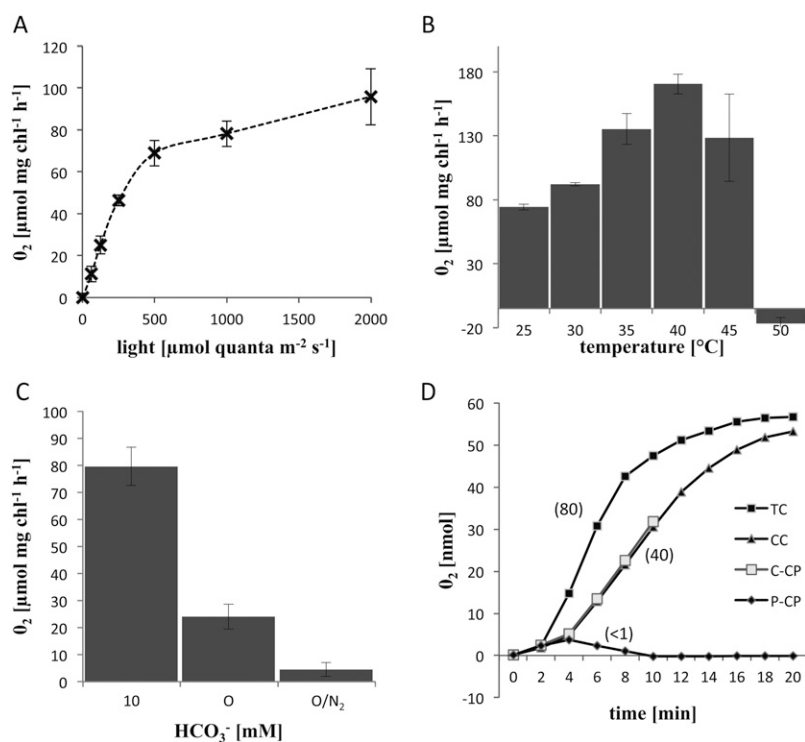 A
0₂ [µmol mg chl⁻¹ h⁻¹]
120
100
80
60
40
20
0
0 500 1000 1500 2000
light [µmol quanta m⁻² s⁻¹]
B
0₂ [µmol mg chl⁻¹ h⁻¹]
180
130
80
30
-20
25 30 35 40 45 50
temperature [°C]
C
0₂ [µmol mg chl⁻¹ h⁻¹]
100
90
80
70
60
50
40
30
20
10
0
10 O O/N₂
HCO₃⁻ [mM]
D
0₂ [nmol]
60
50
40
30
20
10
0
-10
(80)
(40)
(<1)
TC
CC
C-CP
P-CP
0 2 4 6 8 10 12 14 16 18 20
time [min]